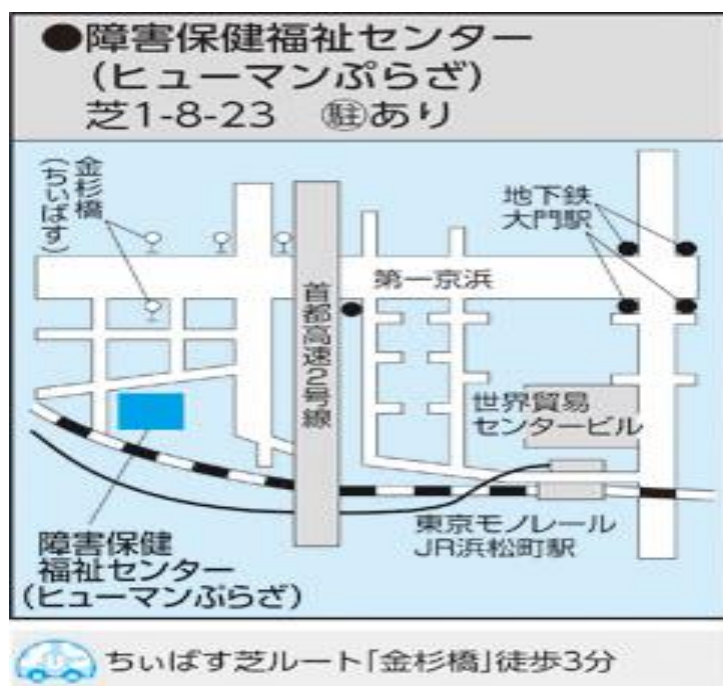 ●障害保健福祉センター
(ヒューマンぷらざ)
芝1-8-23 ㊟あり
金杉橋
(ちぃばす)
地下鉄
大門駅
第一京浜
首都高速2号線
世界貿易
センタービル
東京モノレール
JR浜松町駅
障害保健
福祉センター
(ヒューマンぷらざ)
ちぃばす芝ルート「金杉橋」徒歩3分